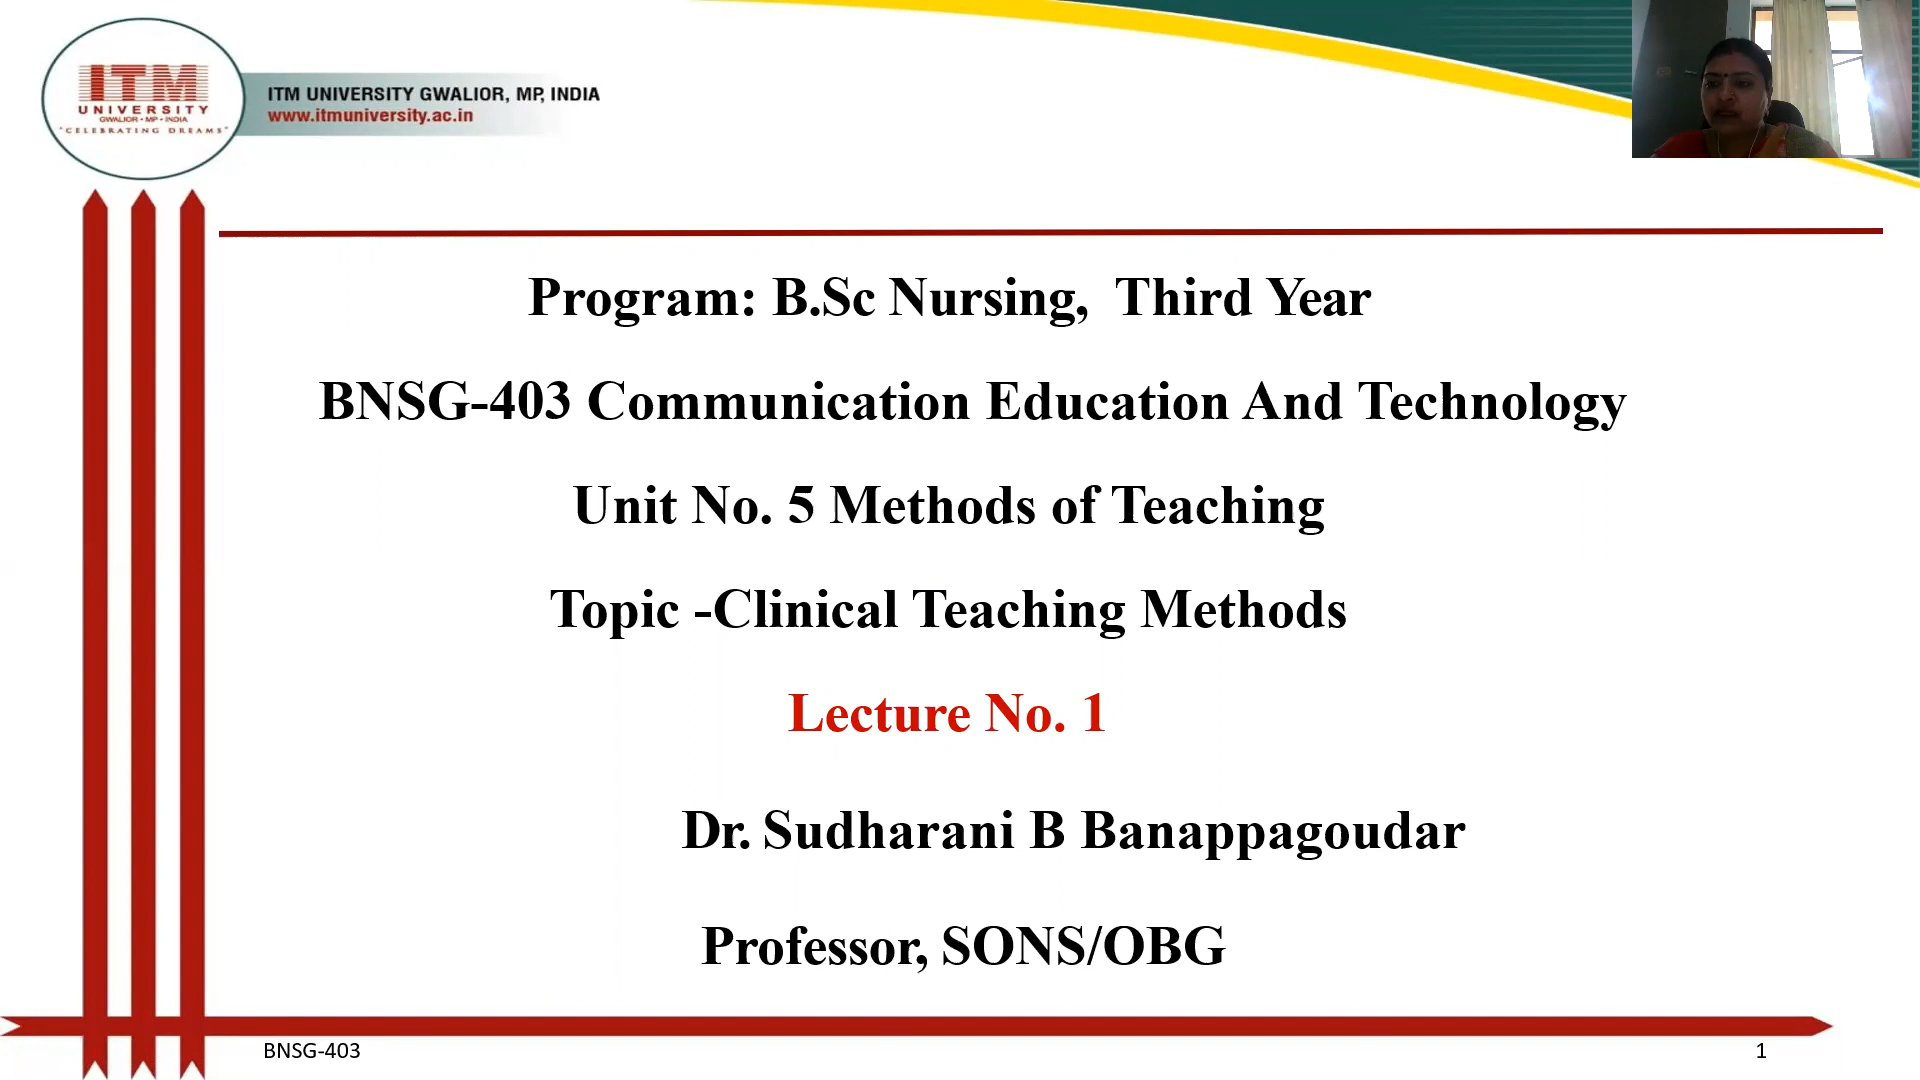 ITM
UNIVERSITY
GWALIOR • MP • INDIA
"CELEBRATING DREAMS"
ITM UNIVERSITY GWALIOR, MP, INDIA
www.itmuniversity.ac.in
Program: B.Sc Nursing, Third Year
BNSG-403 Communication Education And Technology
Unit No. 5 Methods of Teaching
Topic -Clinical Teaching Methods
Lecture No. 1
Dr. Sudharani B Banappagoudar
Professor, SONS/OBG
BNSG-403
1